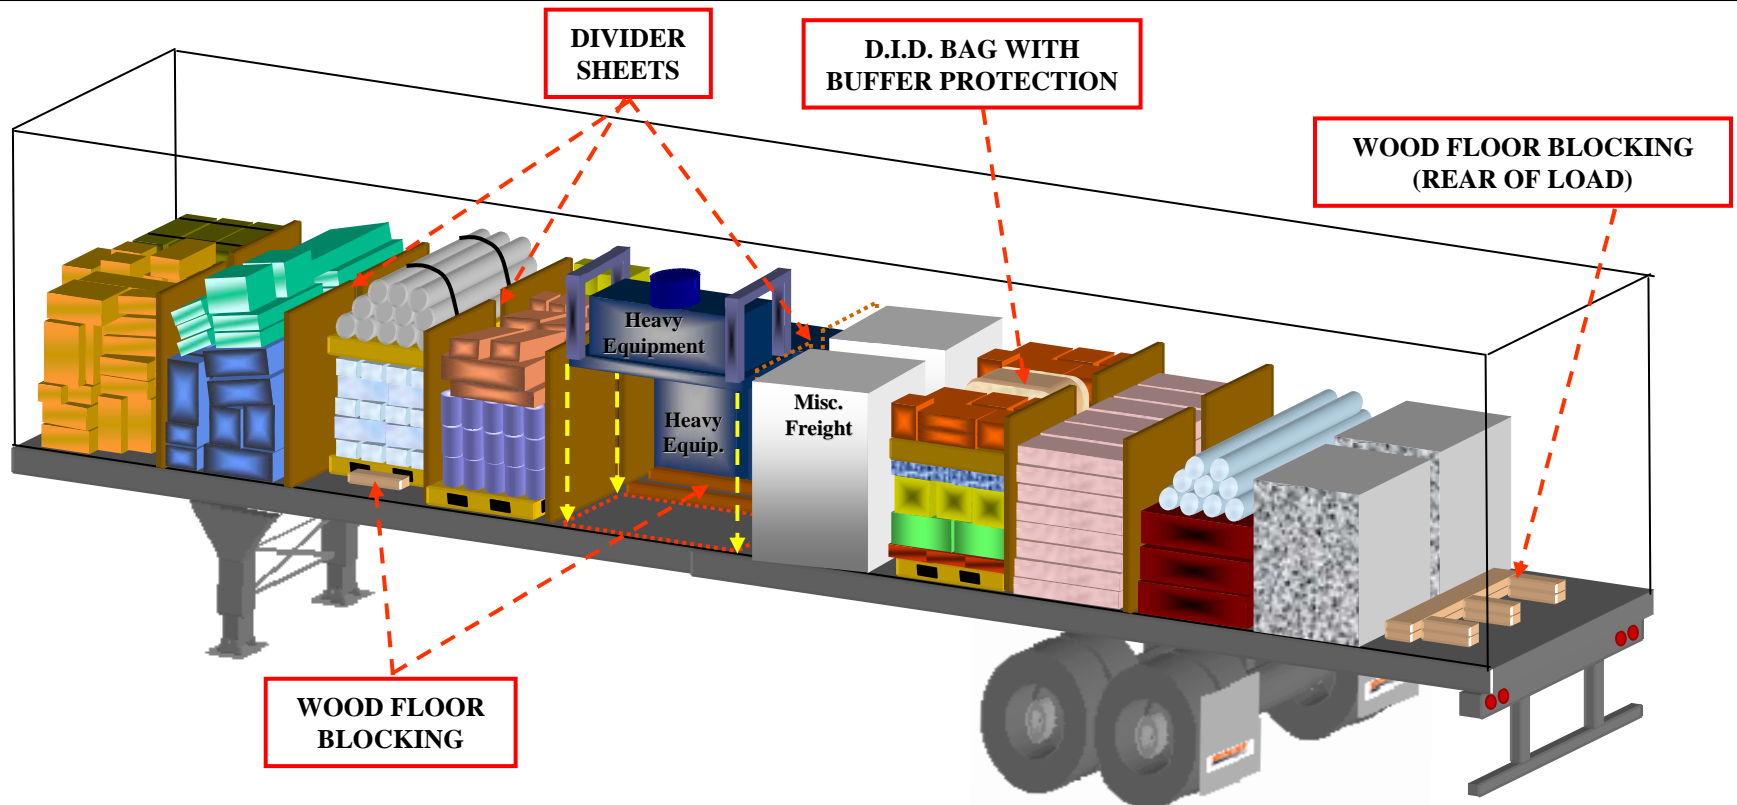 DIVIDER
SHEETS
D.I.D. BAG WITH
BUFFER PROTECTION
WOOD FLOOR BLOCKING
(REAR OF LOAD)
Heavy
Equipment
Heavy
Equip.
Misc.
Freight
WOOD FLOOR
BLOCKING